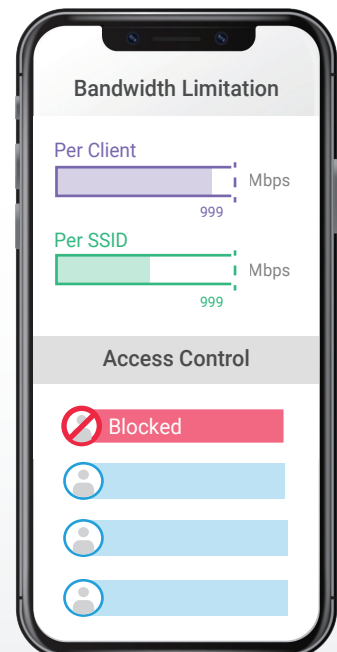 Bandwidth Limitation
Per Client
Mbps
999
Per SSID
Mbps
999
Access Control
Blocked